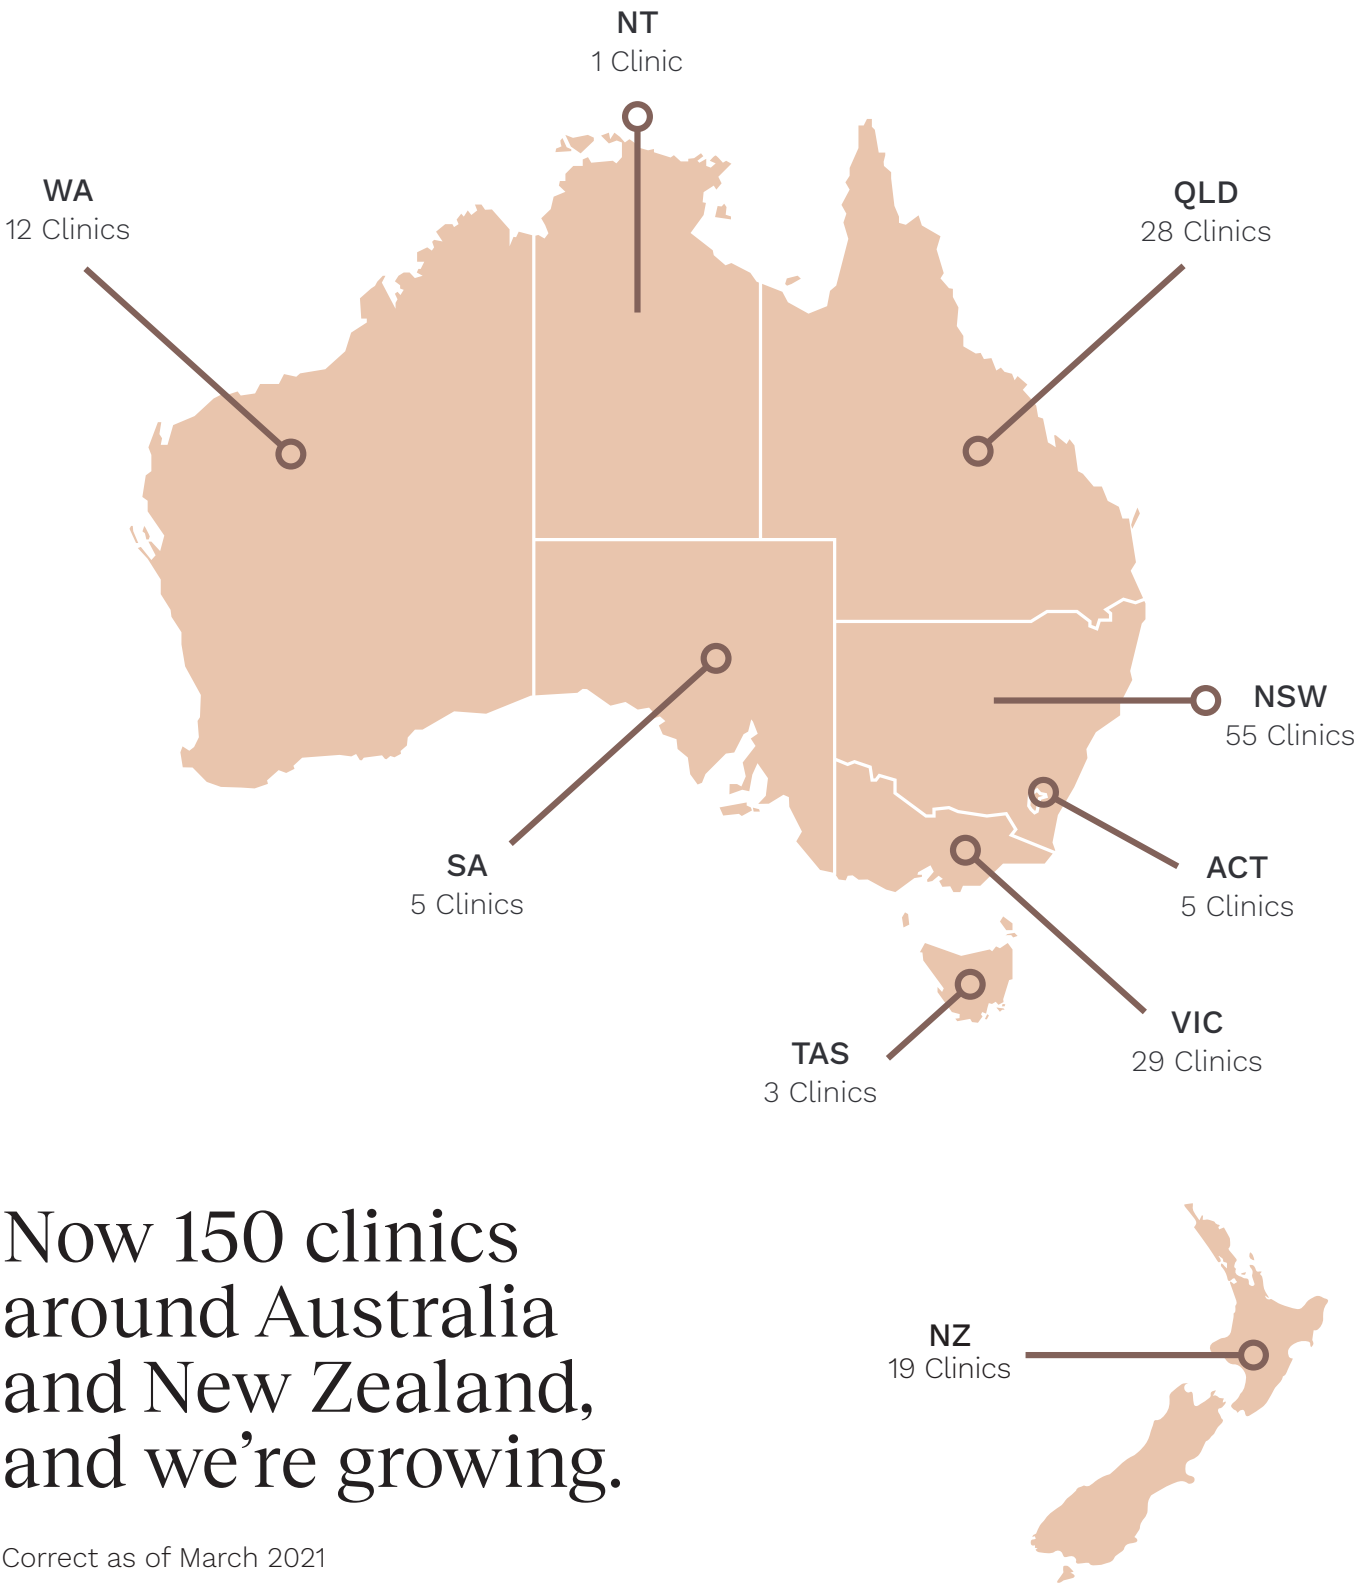 NT
1 Clinic
WA
12 Clinics
QLD
28 Clinics
NSW
55 Clinics
SA
5 Clinics
ACT
5 Clinics
VIC
29 Clinics
TAS
3 Clinics
Now 150 clinics
around Australia
and New Zealand,
and we’re growing.
NZ
19 Clinics
Correct as of March 2021